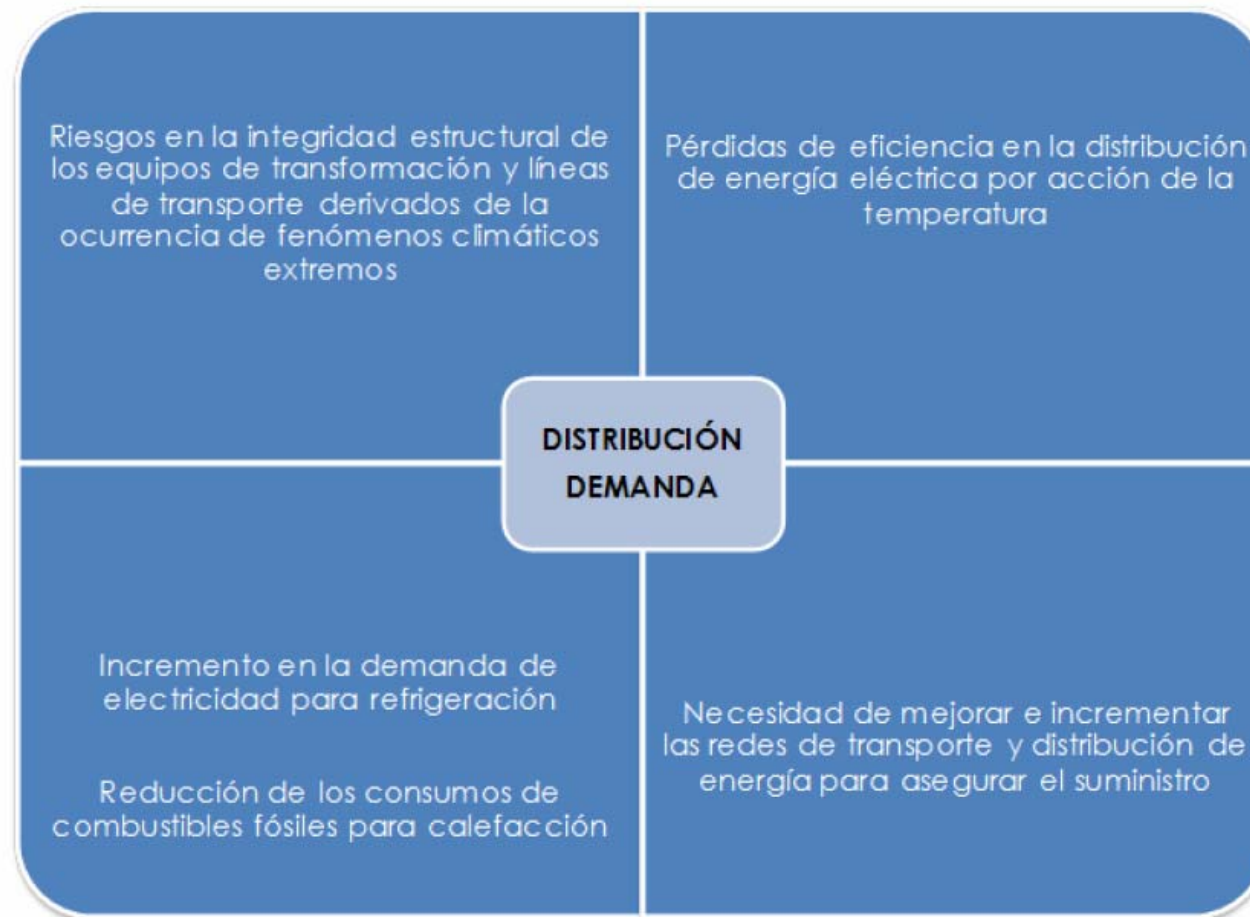 Riesgos en la integridad estructural de
los equipos de transformación y líneas
de transporte derivados de la
ocurrencia de fenómenos climáticos
extremos
Pérdidas de eficiencia en la distribución
de energía eléctrica por acción de la
temperatura
DISTRIBUCIÓN
DEMANDA
Incremento en la demanda de
electricidad para refrigeración
Reducción de los consumos de
combustibles fósiles para calefacción
Necesidad de mejorar e incrementar
las redes de transporte y distribución de
energía para asegurar el suministro